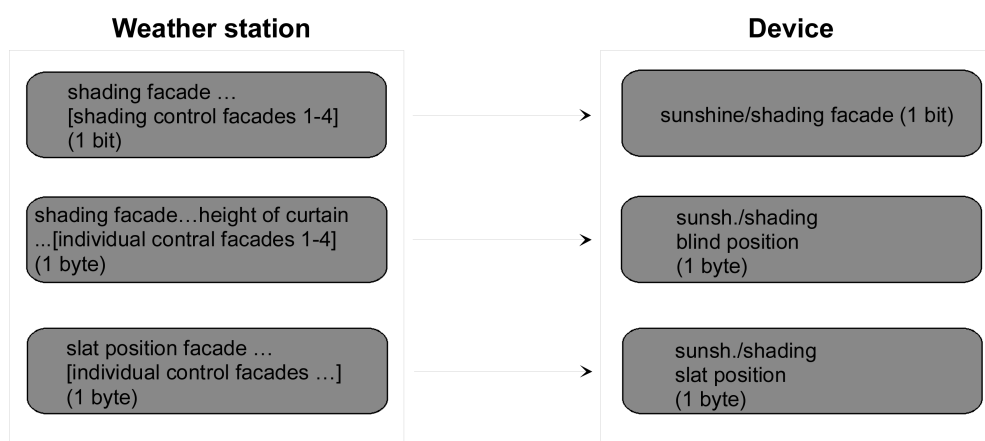 Weather station
Device
shading facade …
[shading control facades 1-4]
(1 bit)
sunshine/shading facade (1 bit)
shading facade…height of curtain
...[individual contral facades 1-4]
(1 byte)
sunsh./shading
blind position
(1 byte)
slat position facade …
[individual control facades …]
(1 byte)
sunsh./shading
slat position
(1 byte)